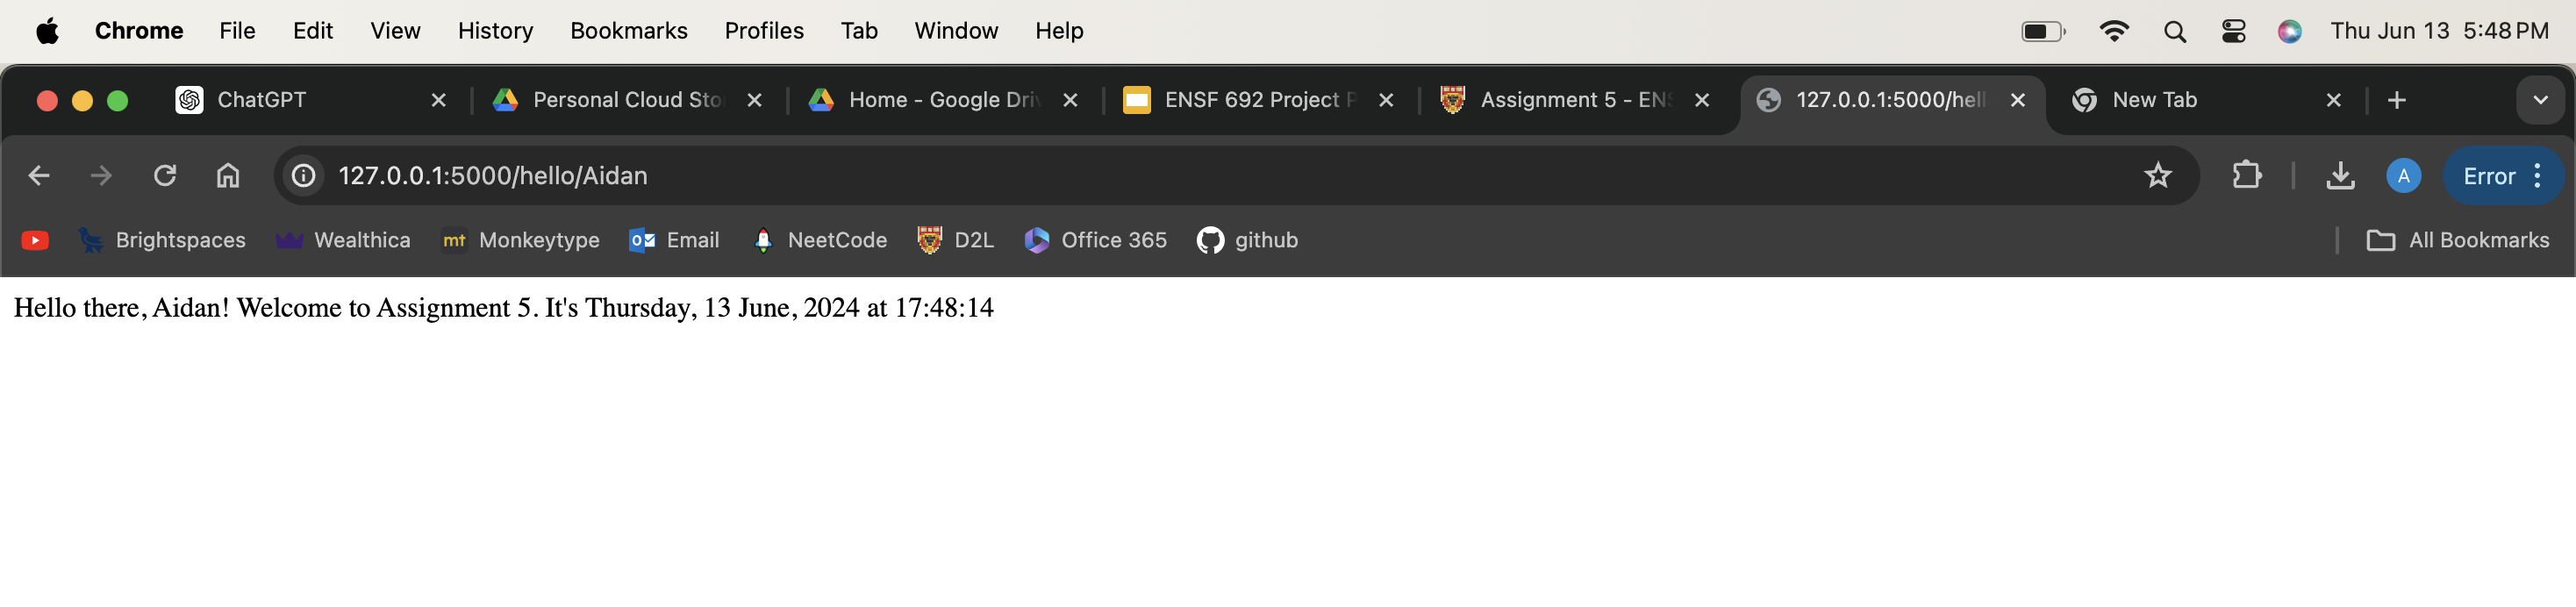 Chrome File Edit View History Bookmarks Profiles Tab Window Help Thu Jun 13 5:48 PM
ChatGPT Personal Cloud Sto Home - Google Driv ENSF 692 Project P Assignment 5 - ENS 127.0.0.1:5000/hell New Tab
127.0.0.1:5000/hello/Aidan A Error
Brightspaces Wealthica mt Monkeytype Email NeetCode D2L Office 365 github All Bookmarks
Hello there, Aidan! Welcome to Assignment 5. It's Thursday, 13 June, 2024 at 17:48:14